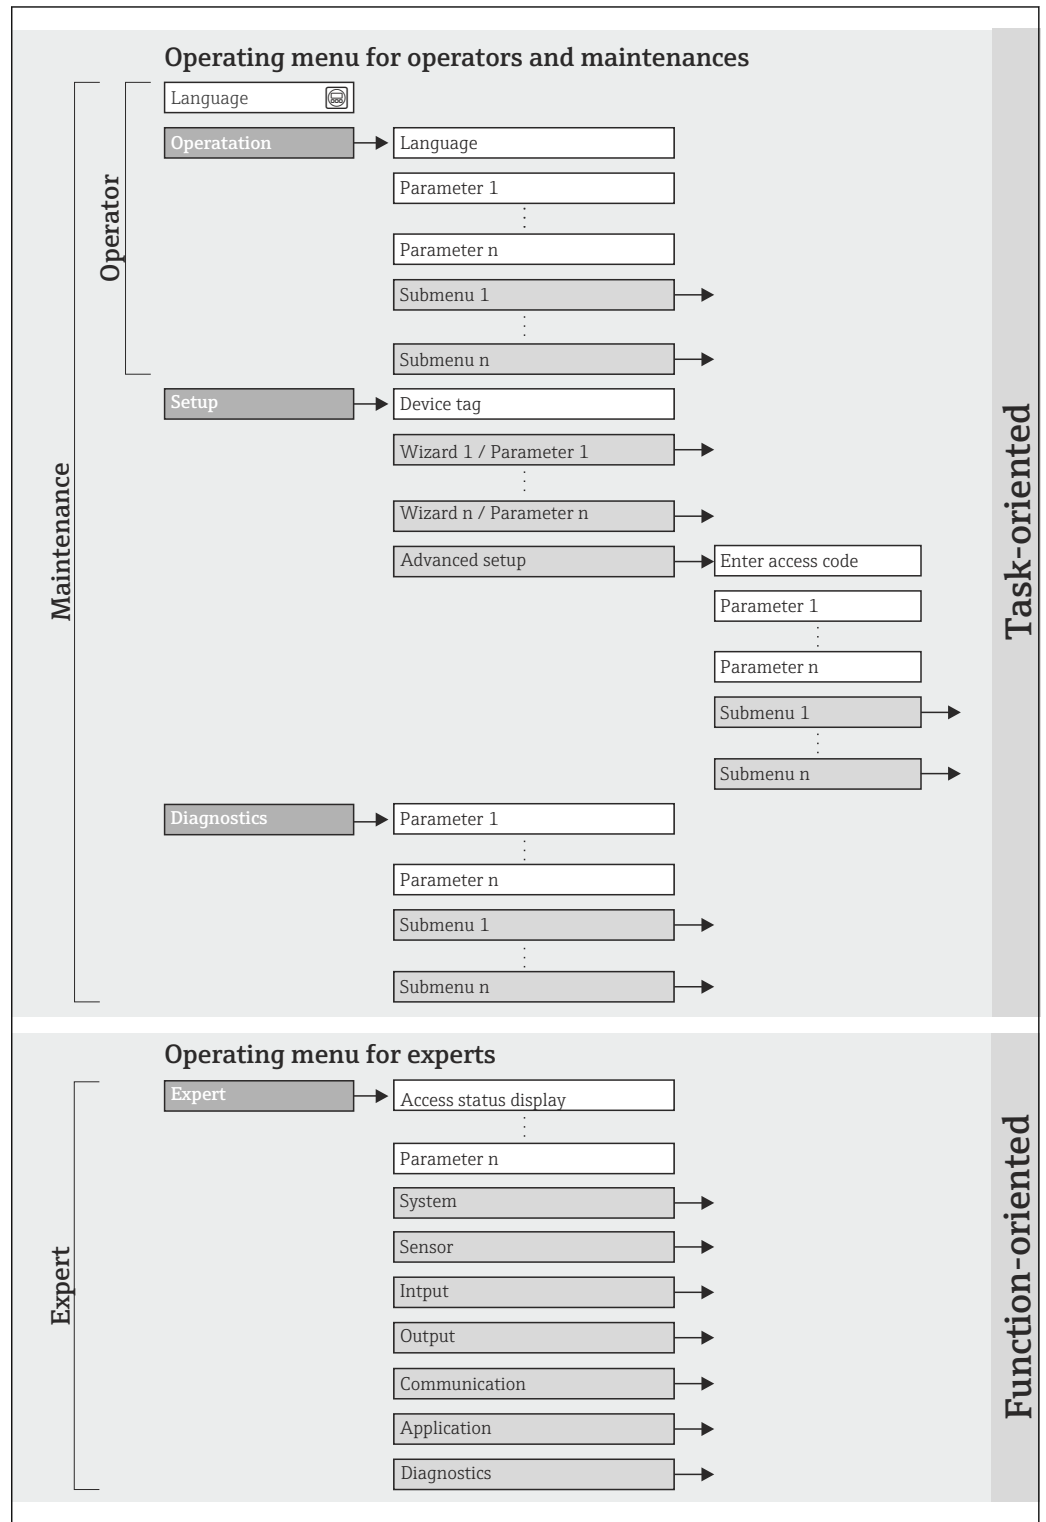 Operating menu for operators and maintenances
Language
Operatation
Language
Parameter 1
Parameter n
Submenu 1
Submenu n
Operator
Setup
Device tag
Wizard 1 / Parameter 1
Wizard n / Parameter n
Advanced setup
Enter access code
Parameter 1
Parameter n
Submenu 1
Submenu n
Maintenance
Task-oriented
Diagnostics
Parameter 1
Parameter n
Submenu 1
Submenu n
Operating menu for experts
Expert
Access status display
Parameter n
System
Sensor
Intput
Output
Communication
Application
Diagnostics
Expert
Function-oriented